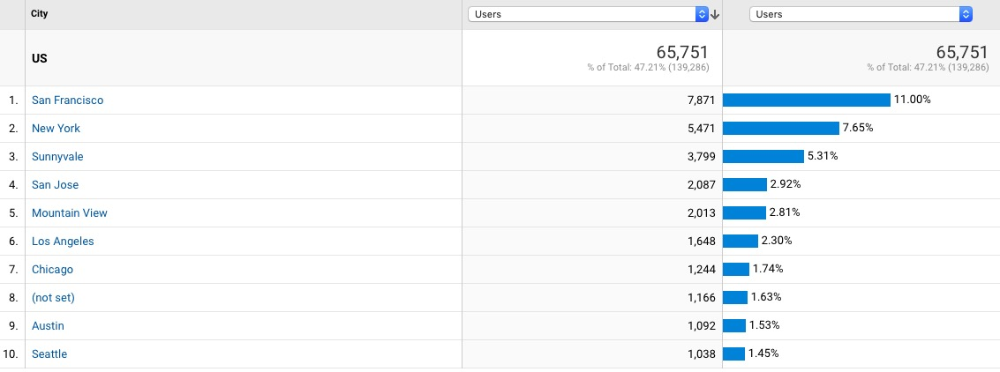 City Users Users
US 65,751 65,751
% of Total: 47.21% (139,286) % of Total: 47.21% (139,286)
1. San Francisco 7,871 11.00%
2. New York 5,471 7.65%
3. Sunnyvale 3,799 5.31%
4. San Jose 2,087 2.92%
5. Mountain View 2,013 2.81%
6. Los Angeles 1,648 2.30%
7. Chicago 1,244 1.74%
8. (not set) 1,166 1.63%
9. Austin 1,092 1.53%
10. Seattle 1,038 1.45%